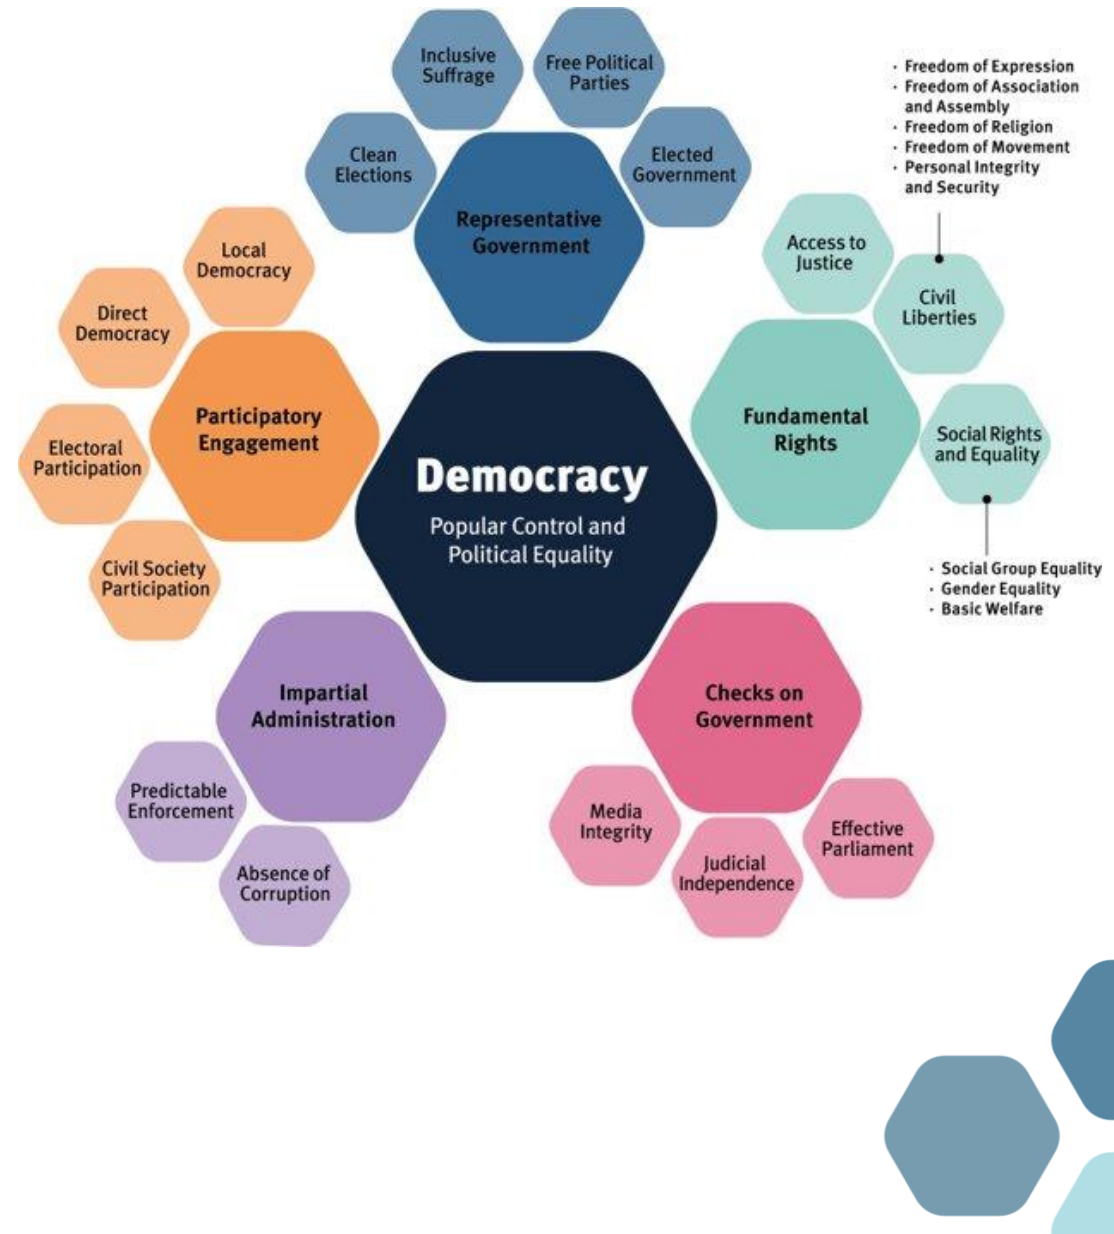 Inclusive
Suffrage
Free Political
Parties
Clean
Elections
Elected
Government
Representative
Government
· Freedom of Expression
· Freedom of Association
and Assembly
· Freedom of Religion
· Freedom of Movement
· Personal Integrity
and Security
Access to
Justice
Civil
Liberties
Social Rights
and Equality
Fundamental
Rights
· Social Group Equality
· Gender Equality
· Basic Welfare
Local
Democracy
Direct
Democracy
Electoral
Participation
Civil Society
Participation
Participatory
Engagement
Democracy
Popular Control and
Political Equality
Impartial
Administration
Predictable
Enforcement
Absence of
Corruption
Checks on
Government
Media
Integrity
Judicial
Independence
Effective
Parliament